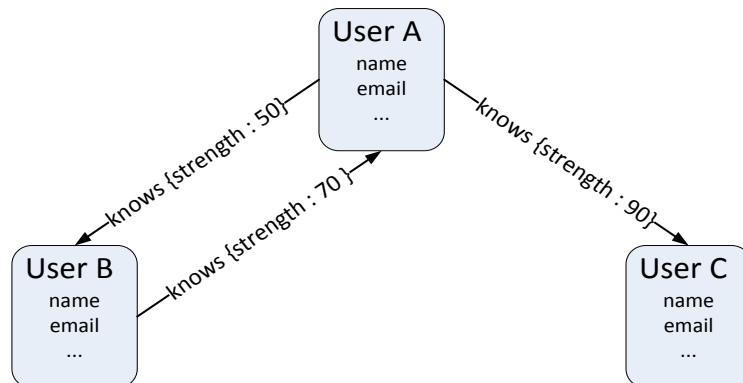 User A
name
email
...
knows {strength : 50}
knows {strength : 70 }
knows {strength : 90}
User B
name
email
...
User C
name
email
...